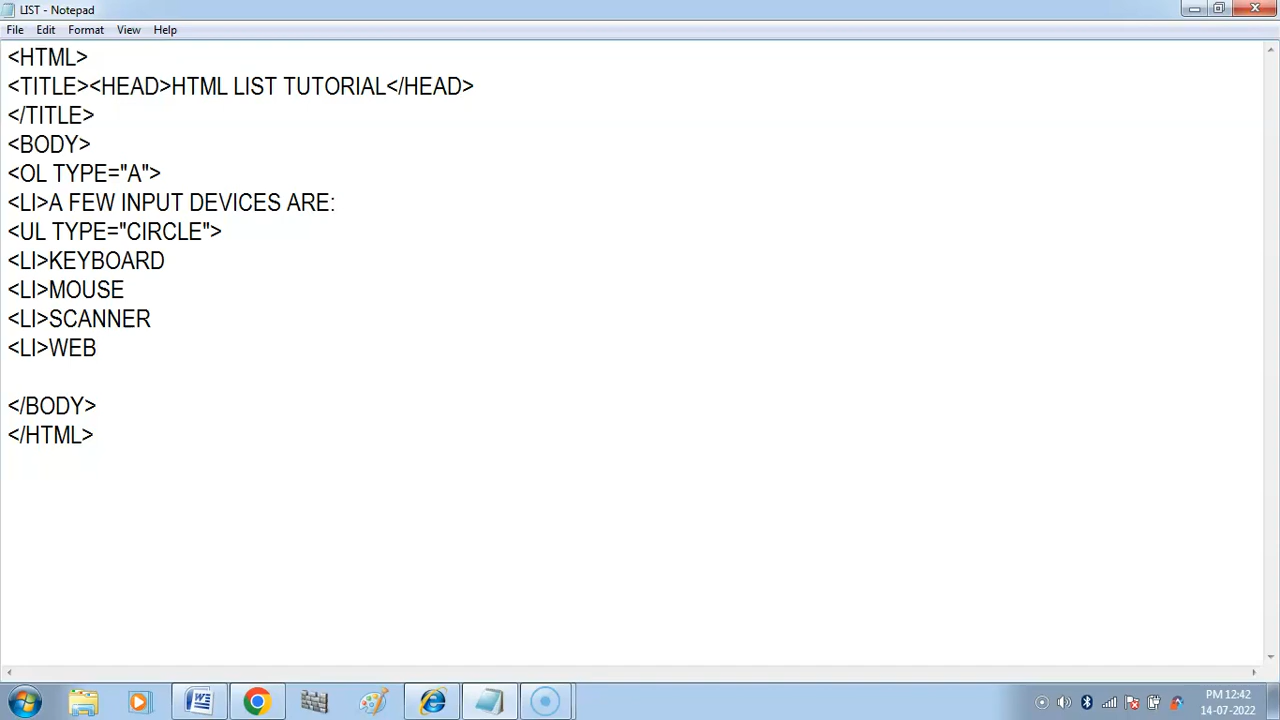 LIST - Notepad
File Edit Format View Help
<HTML>
<TITLE><HEAD>HTML LIST TUTORIAL</HEAD>
</TITLE>
<BODY>
<OL TYPE="A">
<LI>A FEW INPUT DEVICES ARE:
<UL TYPE="CIRCLE">
<LI>KEYBOARD
<LI>MOUSE
<LI>SCANNER
<LI>WEB
</BODY>
</HTML>
PM 12:42
14-07-2022